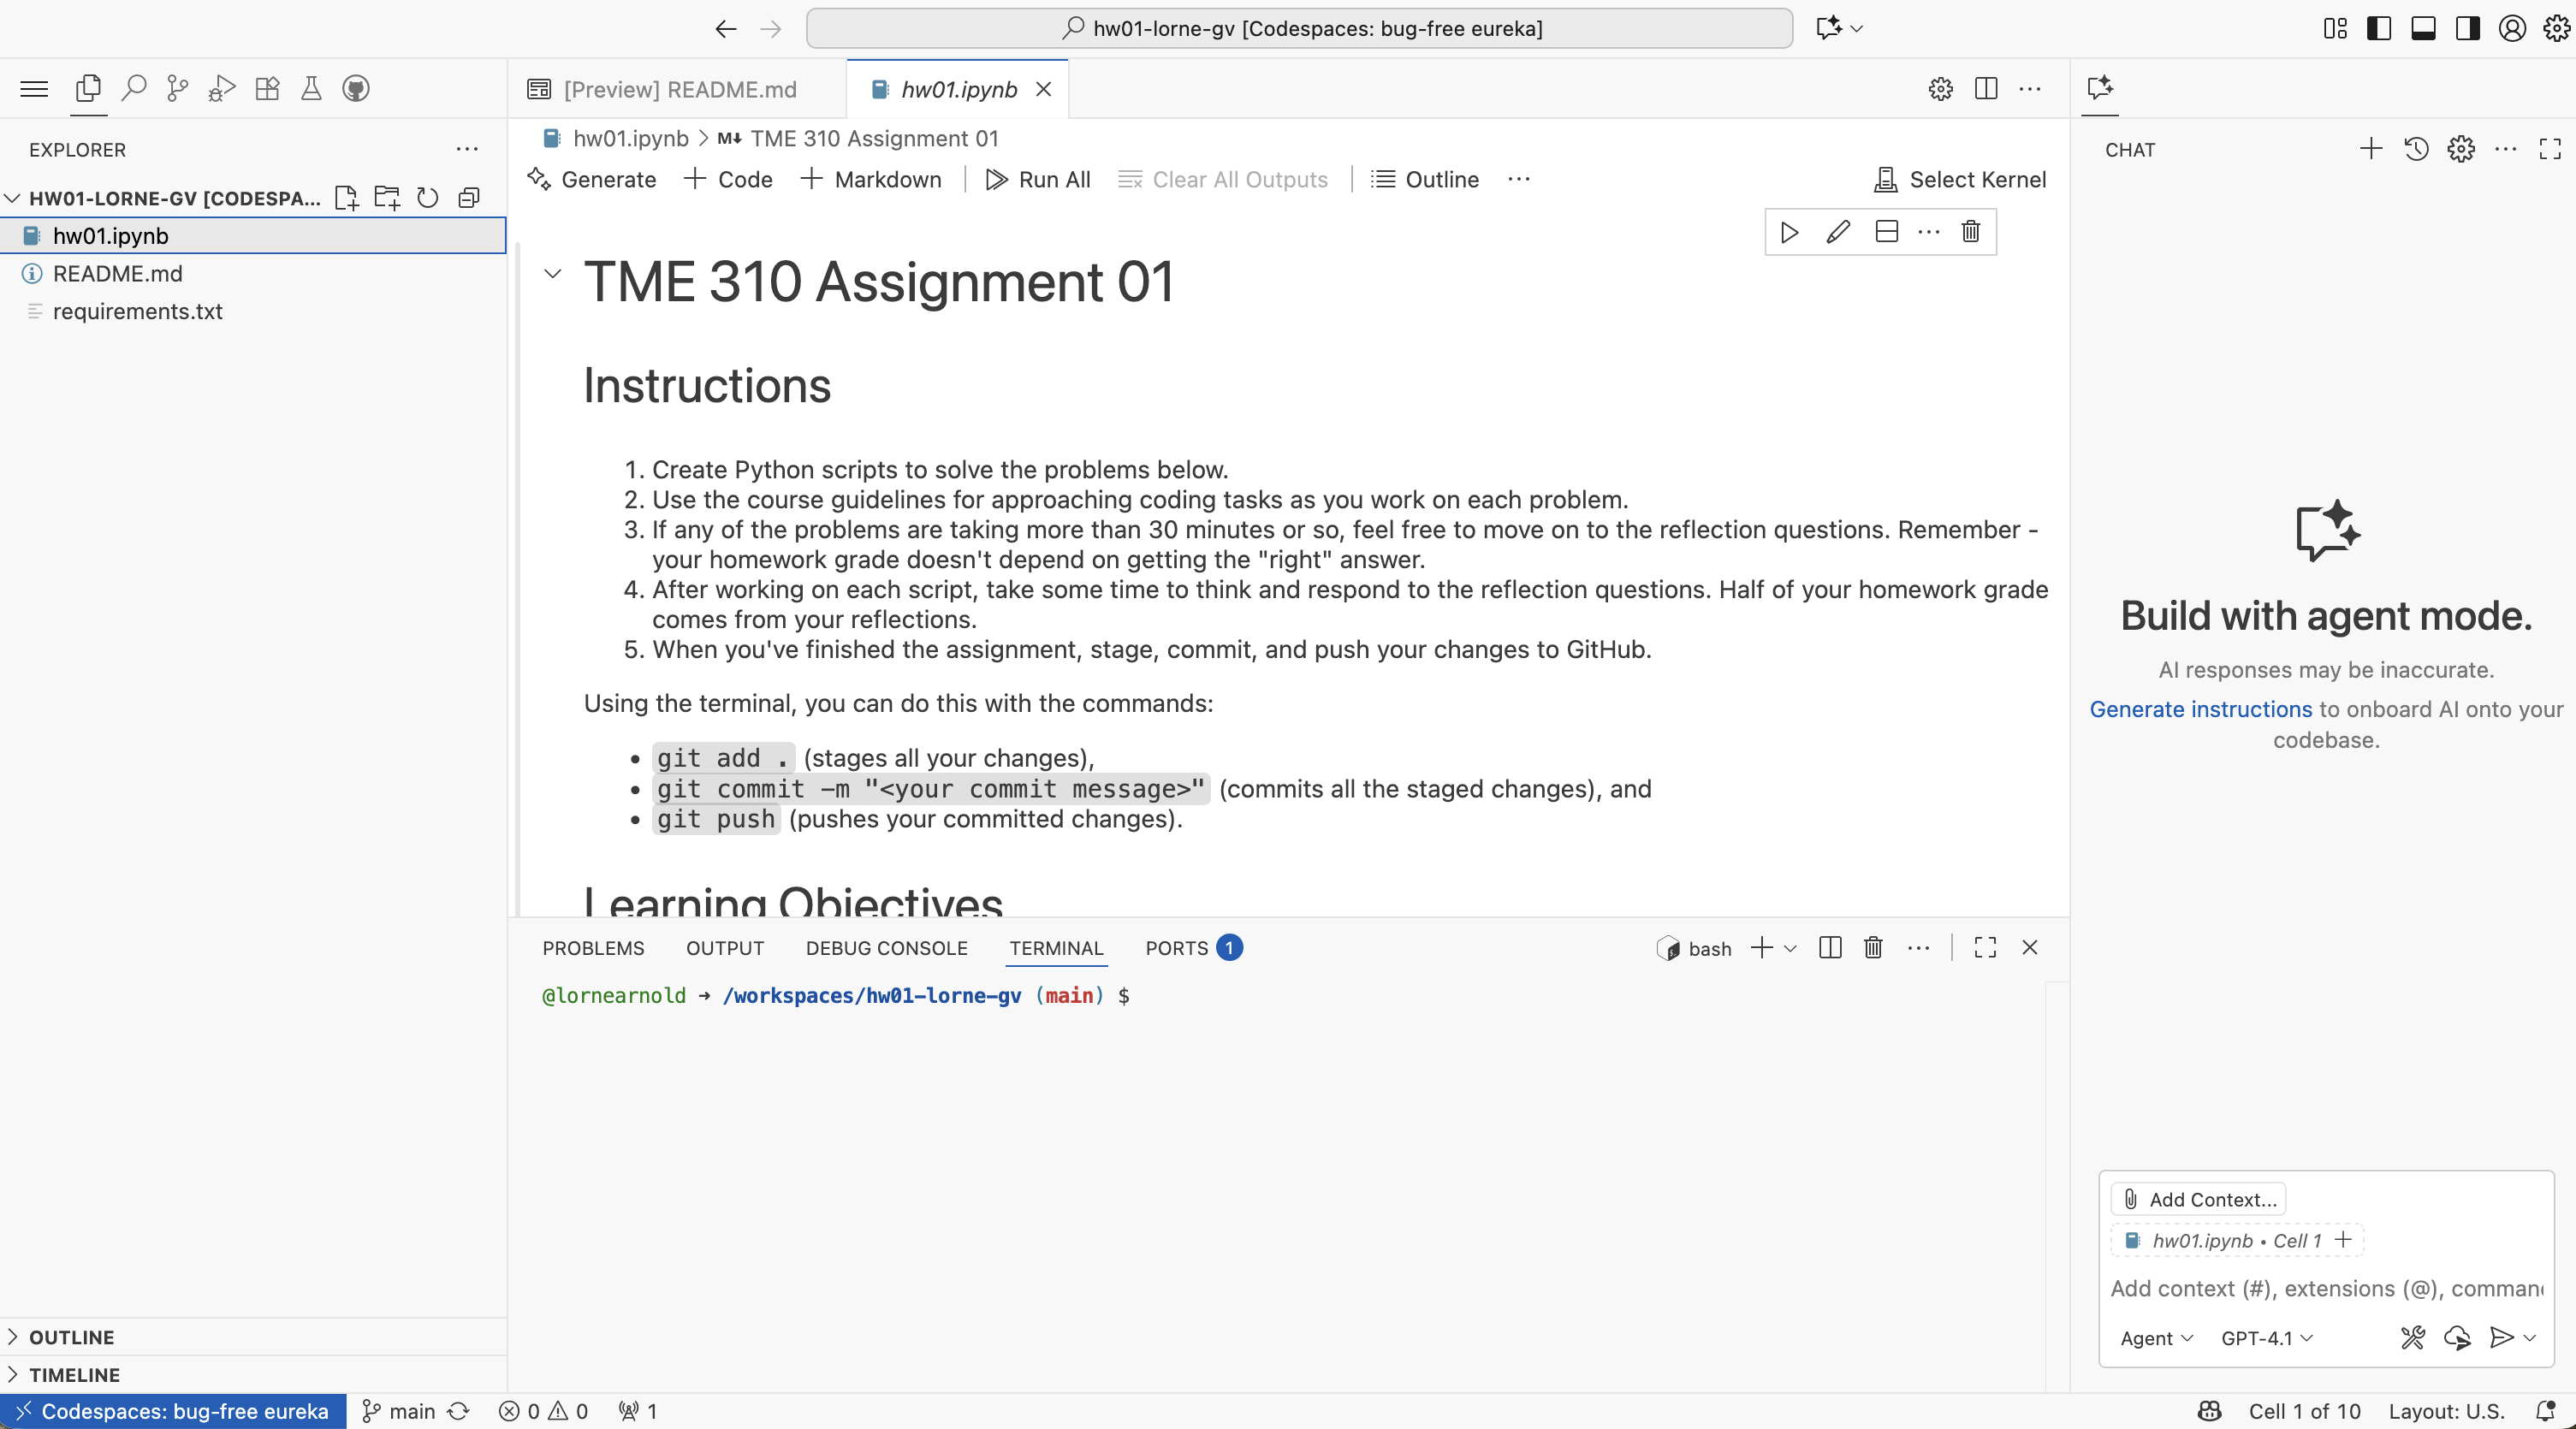 hw01-lorne-gv [Codespaces: bug-free eureka]
[Preview] README.md
hw01.ipynb
EXPLORER
HW01-LORNE-GV [CODESPA...
hw01.ipynb
README.md
requirements.txt
OUTLINE
TIMELINE
hw01.ipynb > M↓ TME 310 Assignment 01
Generate + Code + Markdown Run All Clear All Outputs Outline ... Select Kernel
TME 310 Assignment 01
Instructions
1. Create Python scripts to solve the problems below.
2. Use the course guidelines for approaching coding tasks as you work on each problem.
3. If any of the problems are taking more than 30 minutes or so, feel free to move on to the reflection questions. Remember -
your homework grade doesn't depend on getting the "right" answer.
4. After working on each script, take some time to think and respond to the reflection questions. Half of your homework grade
comes from your reflections.
5. When you've finished the assignment, stage, commit, and push your changes to GitHub.
Using the terminal, you can do this with the commands:
• git add . (stages all your changes),
• git commit -m "<your commit message>" (commits all the staged changes), and
• git push (pushes your committed changes).
Learning Objectives
PROBLEMS OUTPUT DEBUG CONSOLE TERMINAL PORTS 1
bash
@lornearnold → /workspaces/hw01-lorne-gv (main) $
CHAT
Build with agent mode.
AI responses may be inaccurate.
Generate instructions to onboard AI onto your
codebase.
Add Context...
hw01.ipynb • Cell 1 +
Add context (#), extensions (@), comman
Agent GPT-4.1
Codespaces: bug-free eureka main 0 0 1
Cell 1 of 10 Layout: U.S.